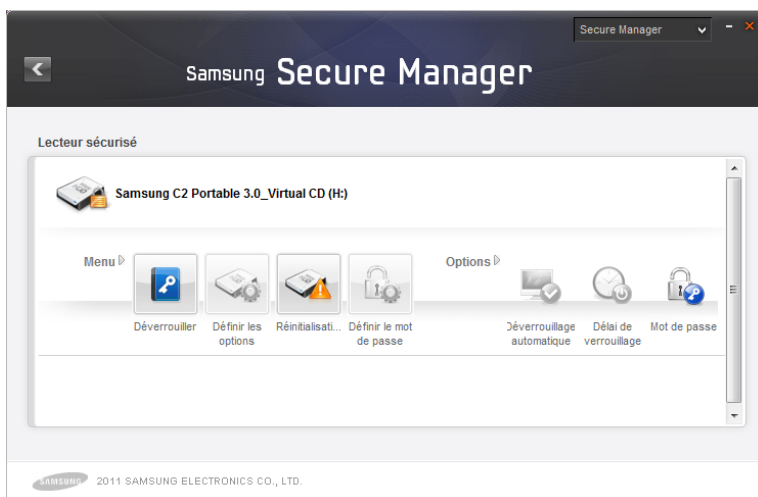 Secure Manager
Samsung Secure Manager
Lecteur sécurisé
Samsung C2 Portable 3.0_Virtual CD (H:)
Menu
Options
Déverrouiller
Définir les
options
Réinitialisati...
Définir le mot
de passe
Déverrouillage
automatique
Délai de
verrouillage
Mot de passe
SAMSUNG
2011 SAMSUNG ELECTRONICS CO., LTD.